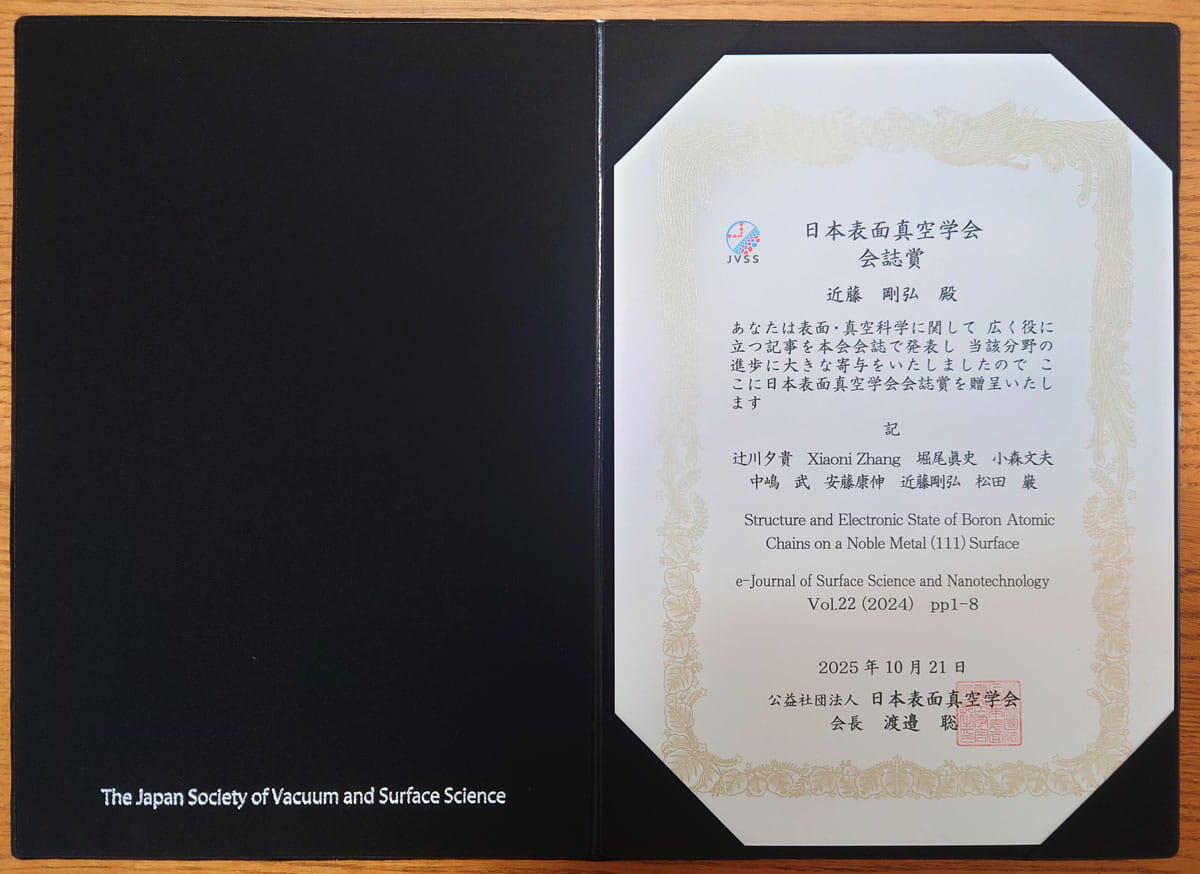 The Japan Society of Vacuum and Surface Science
JVSS
日本表面真空学会
会誌賞
近藤 剛弘 殿
あなたは表面・真空科学に関して 広く役に
立つ記事を本会会誌で発表し 当該分野の
進歩に大きな寄与をいたしましたので こ
こに日本表面真空学会会誌賞を贈呈いたし
ます
記
辻川夕貴 Xiaoni Zhang 堀尾眞史 小森文夫
中嶋 武 安藤康伸 近藤剛弘 松田 巌
Structure and Electronic State of Boron Atomic
Chains on a Noble Metal (111) Surface
e-Journal of Surface Science and Nanotechnology
Vol.22 (2024) pp1-8
2025 年 10 月 21 日
公益社団法人 日本表面真空学会
会長 渡邉 聡